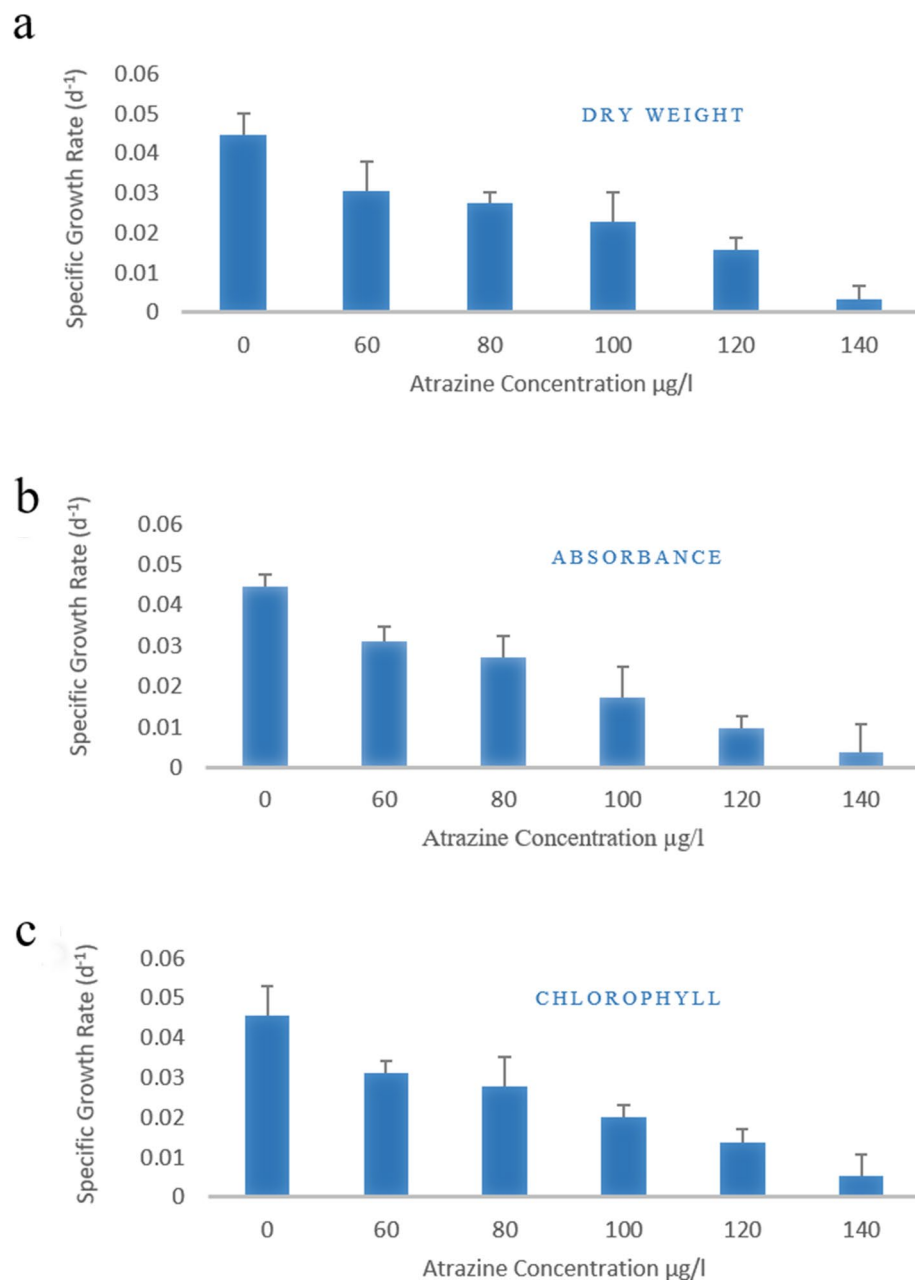 a
Specific Growth Rate (d⁻¹)
0.06
0.05
0.04
0.03
0.02
0.01
0
DRY WEIGHT
0 60 80 100 120 140
Atrazine Concentration µg/l
b
Specific Growth Rate (d⁻¹)
0.06
0.05
0.04
0.03
0.02
0.01
0
ABSORBANCE
0 60 80 100 120 140
Atrazine Concentration µg/l
c
Specific Growth Rate (d⁻¹)
0.06
0.05
0.04
0.03
0.02
0.01
0
CHLOROPHYLL
0 60 80 100 120 140
Atrazine Concentration µg/l